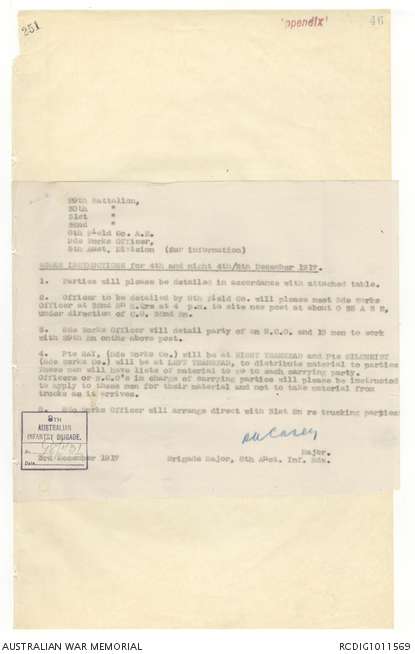 251
'ppendix'
46
29th Battalion,
30th "
31st "
32nd "
8th Field Co. A.E.
Bde Works Officer,
5th Aust. Division (for information)
WORKS INSTRUCTIONS for 4th and night 4th/5th December 1917.
1. Parties will please be detailed in accordance with attached table.
2. Officer to be detailed by 8th Field Co. will please meet Bde Works
Officer at 32nd Bn H.Qrs at 4 p.m. to site new post at about O
under direction of C.O. 32nd Bn.
3. Bde Works Officer will detail party of an N.C.O. and 15 men to work
with 29th Bn on the above post.
4. Pte HAY, (Bde Works Co.) will be at RIGHT TRAMHEAD and Pte GILCHRIST
(Bde Works Co.) will be at LEFT TRAMHEAD, to distribute material to parties
These men will have lists of material to go to each carrying party.
Officers or N.C.O's in charge of carrying parties will please be instructed
to apply to these men for their material and not to take material from
trucks as it arrives.
5. Bde Works Officer will arrange direct with 31st Bn re trucking parties
8TH
AUSTRALIAN
INFANTRY BRIGADE.
No.
Date
Casey
Major.
3rd December 1917 Brigade Major, 8th Aust. Inf. Bde.
AUSTRALIAN WAR MEMORIAL
RCDIG1011569